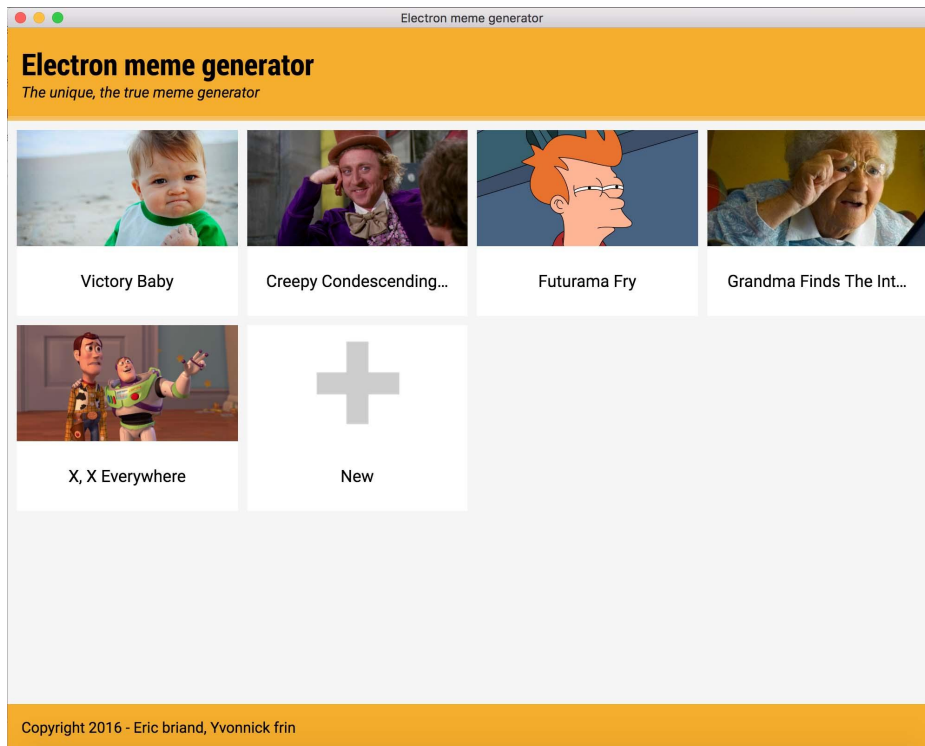 Electron meme generator
Electron meme generator
The unique, the true meme generator
Victory Baby
Creepy Condescending…
Futurama Fry
Grandma Finds The Int…
X, X Everywhere
New
Copyright 2016 - Eric briand, Yvonnick frin